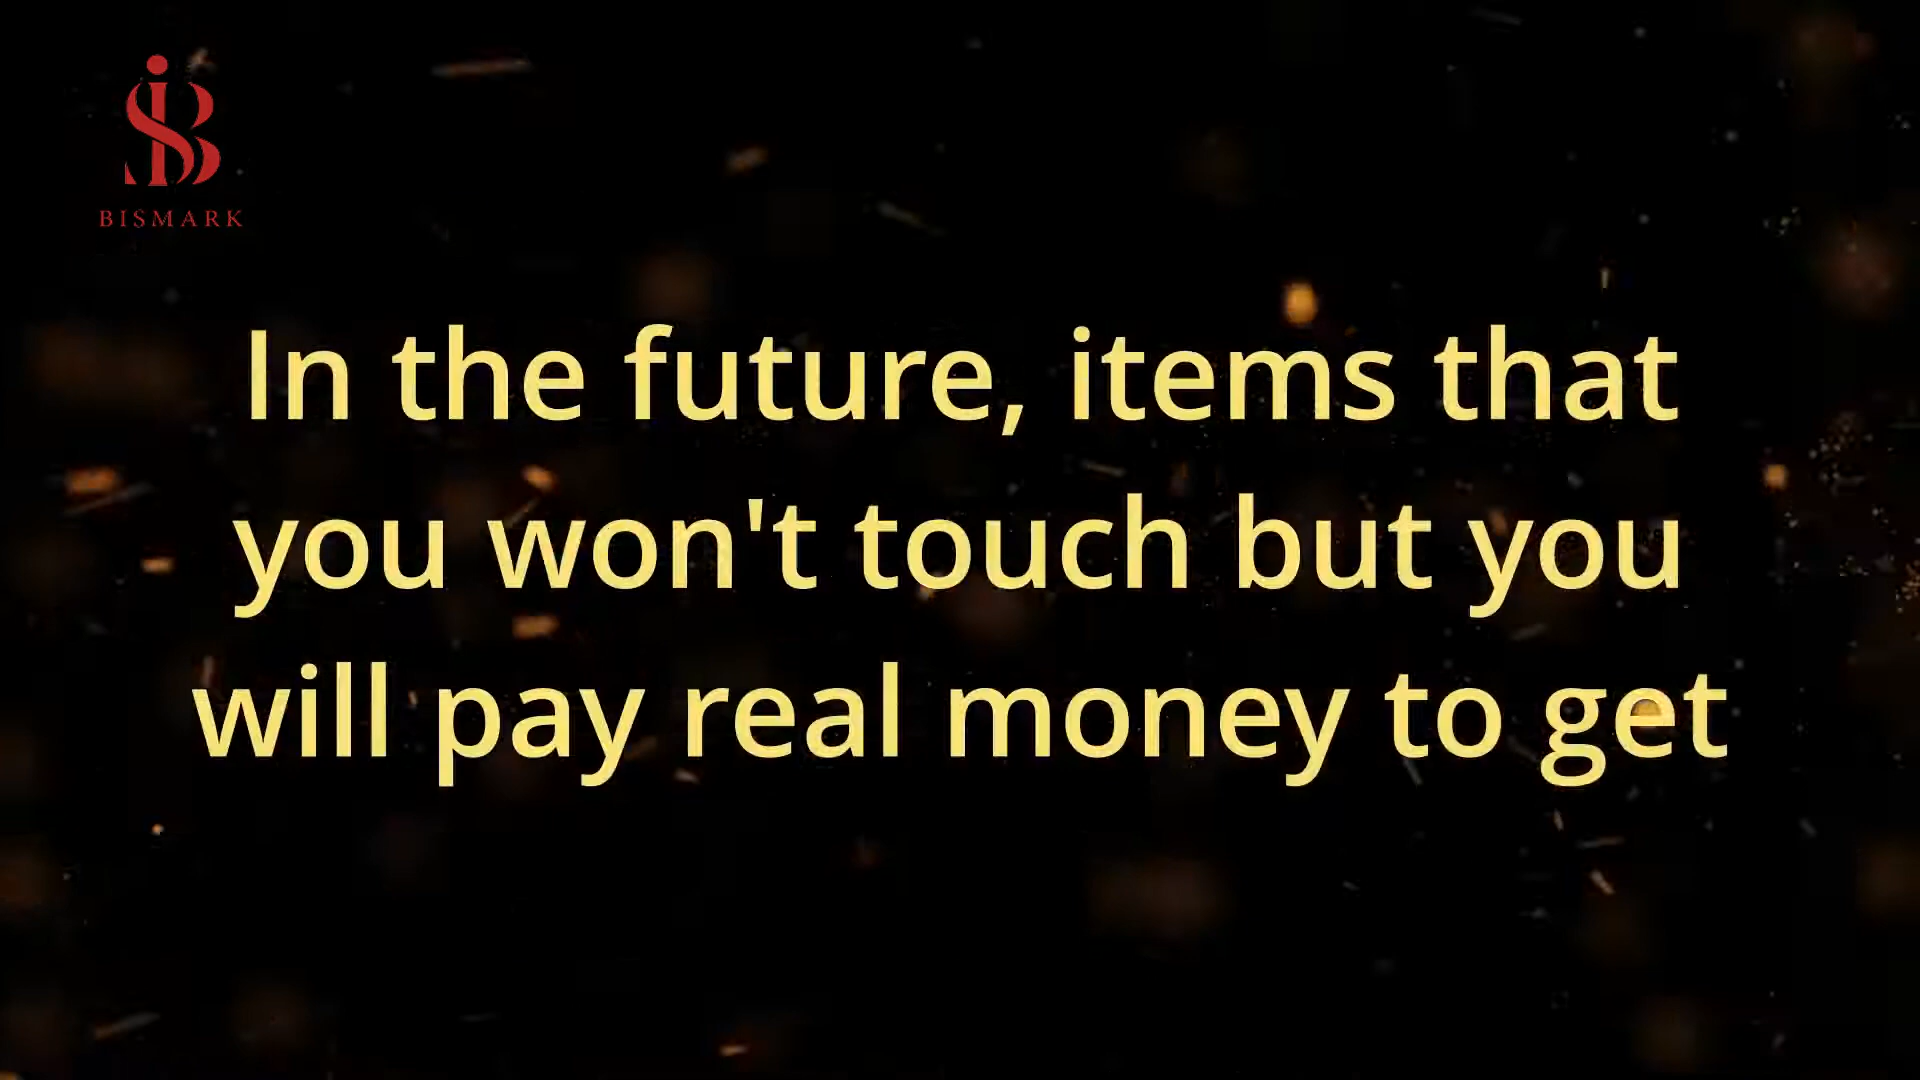 BISMARK
In the future, items that
you won't touch but you
will pay real money to get